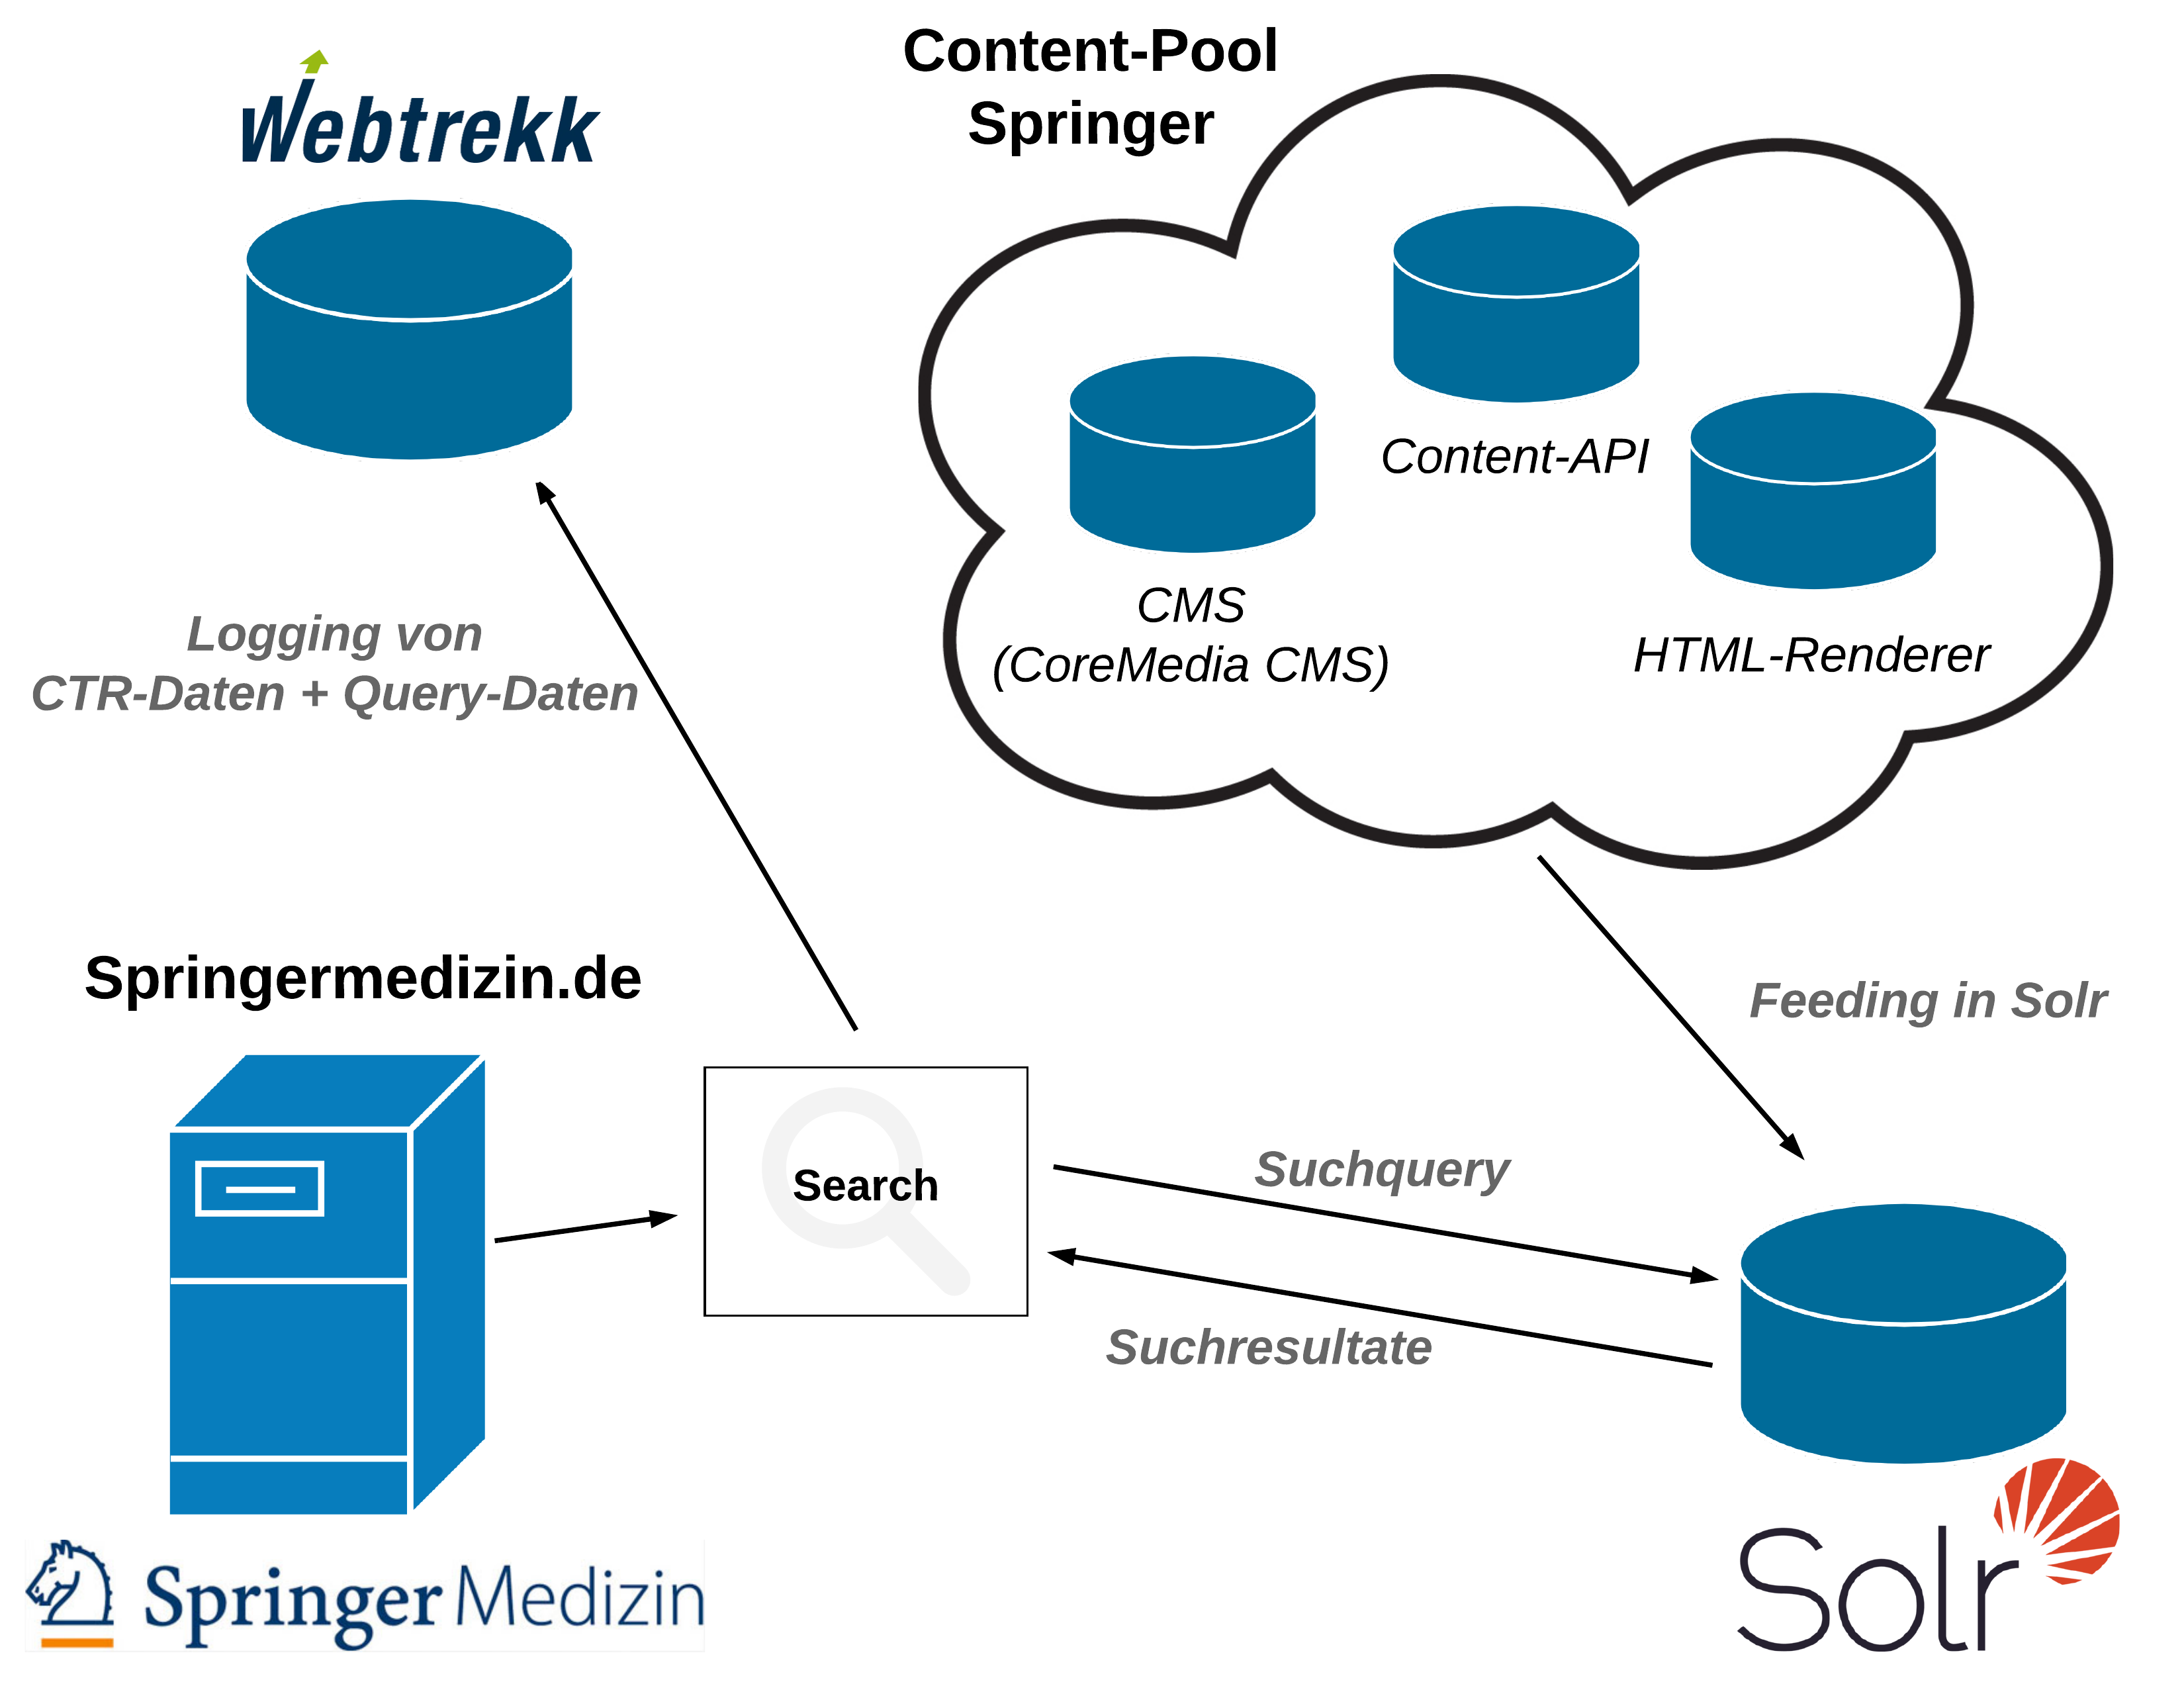 Webtrekk
Content-Pool
Springer
Content-API
CMS
(CoreMedia CMS)
HTML-Renderer
Logging von
CTR-Daten + Query-Daten
Springermedizin.de
Feeding in Solr
Search
Suchquery
Suchresultate
Springer Medizin
Solr